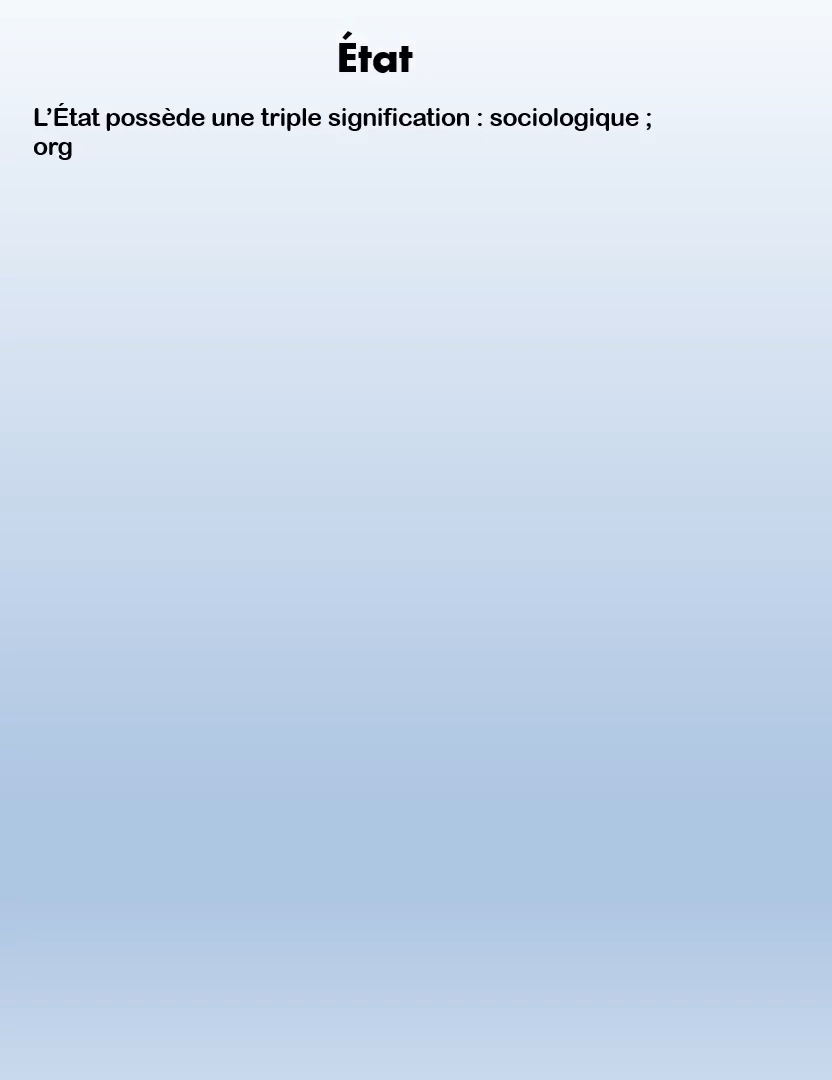 État
L’État possède une triple signification : sociologique ;
org